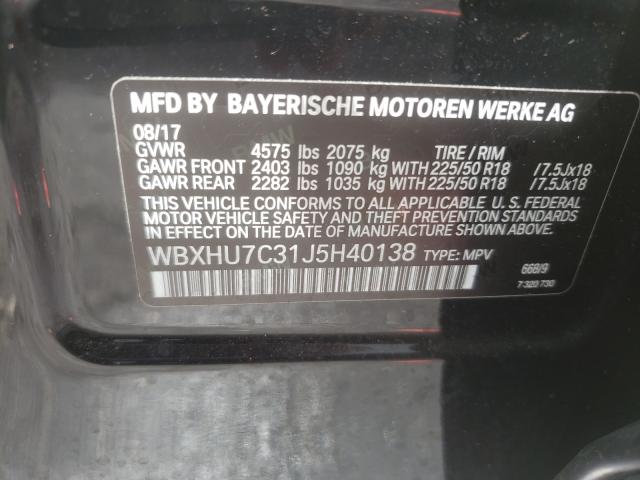 MFD BY BAYERISCHE MOTOREN WERKE AG
08/17
GVWR 4575 lbs 2075 kg TIRE / RIM
GAWR FRONT 2403 lbs 1090 kg WITH 225/50 R18 /7.5Jx18
GAWR REAR 2282 lbs 1035 kg WITH 225/50 R18 /7.5Jx18
THIS VEHICLE CONFORMS TO ALL APPLICABLE U. S. FEDERAL
MOTOR VEHICLE SAFETY AND THEFT PREVENTION
STANDARDS IN EFFECT ON THE DATE OF MANUFACTURE SHOWN ABOVE.
WBXHU7C31J5H40138 TYPE: MPV
668/9
7 320 730